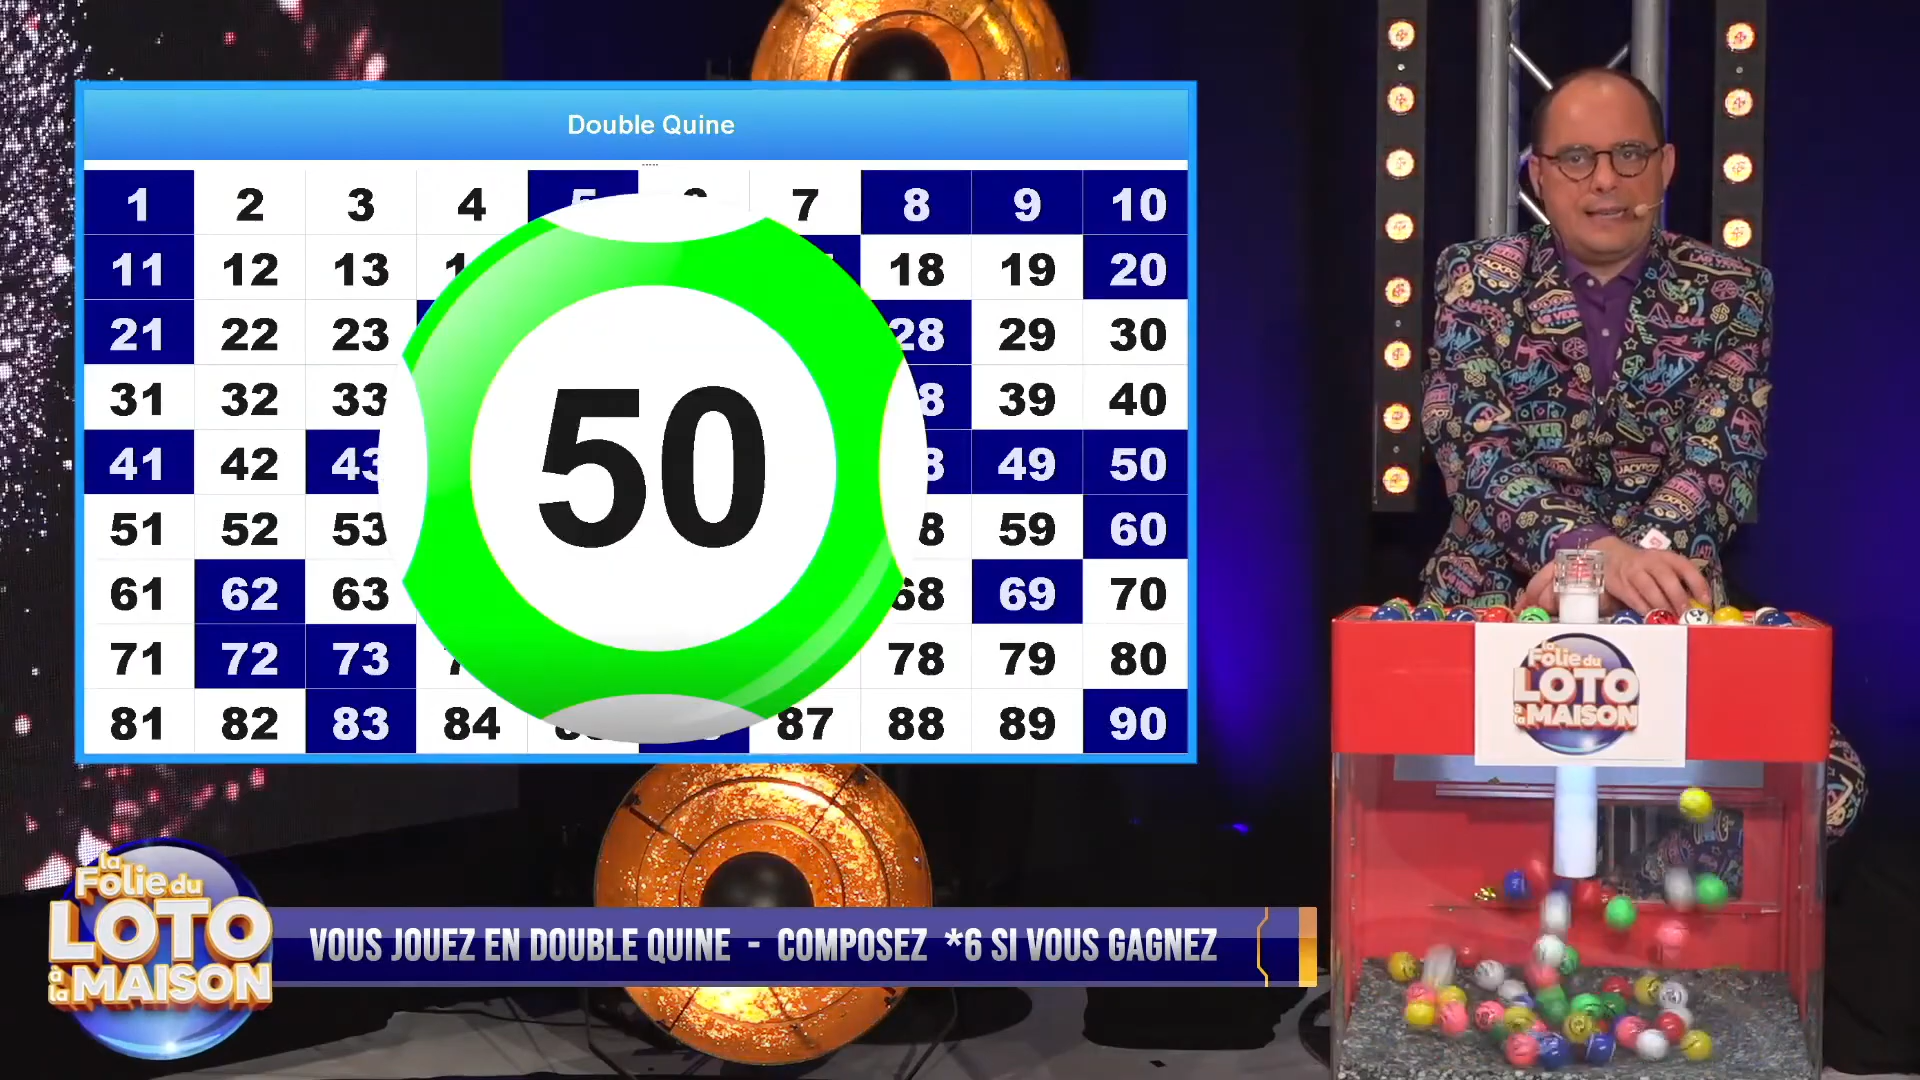 Double Quine
1 2 3 4 5 7 8 9 10
11 12 13 18 19 20
21 22 23 28 29 30
31 32 33 39 40
41 42 43 49 50
51 52 53 59 60
61 62 63 68 69 70
71 72 73 78 79 80
81 82 83 84 87 88 89 90
50
la
Folie du
LOTO
à la
MAISON
la
Folie du
LOTO
à la
MAISON
VOUS JOUEZ EN DOUBLE QUINE - COMPOSEZ *6 SI VOUS GAGNEZ